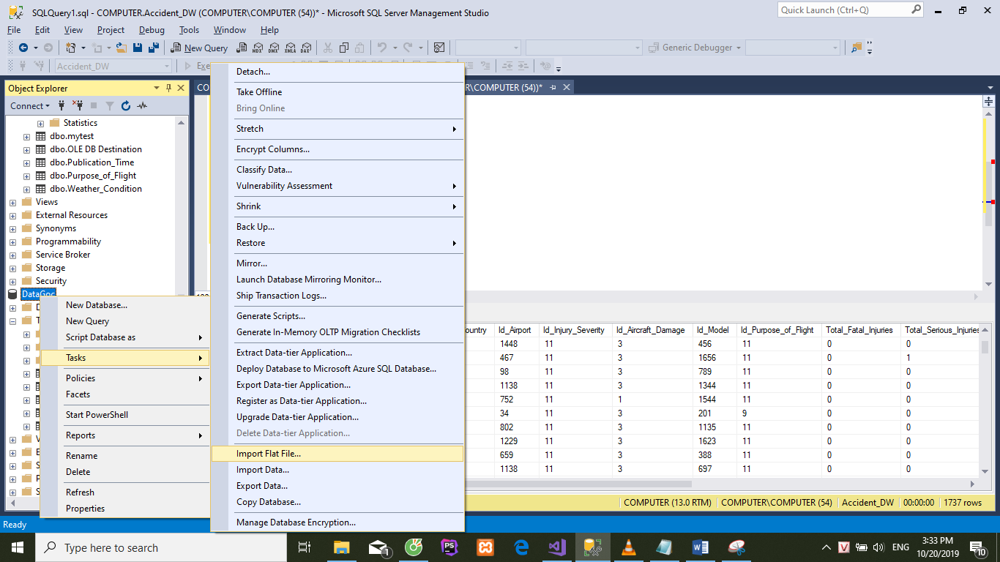 SQLQuery1.sql - COMPUTER.Accident_DW (COMPUTER\COMPUTER (54))* - Microsoft SQL Server Management Studio
Quick Launch (Ctrl+Q)
File Edit View Project Debug Tools Window Help
New Query MDX DMX XMLA DAX Generic Debugger
Accident_DW Exe
Object Explorer
CO
R\COMPUTER (54))*
Connect
Statistics
dbo.mytest
dbo.OLE DB Destination
dbo.Publication_Time
dbo.Purpose_of_Flight
dbo.Weather_Condition
Views
External Resources
Synonyms
Programmability
Service Broker
Storage
Security
DataGoc
New Database...
New Query
Script Database as
Tasks
Policies
Facets
Start PowerShell
Reports
Rename
Delete
Refresh
Properties
Detach...
Take Offline
Bring Online
Stretch
Encrypt Columns...
Classify Data...
Vulnerability Assessment
Shrink
Back Up...
Restore
Mirror...
Launch Database Mirroring Monitor...
Ship Transaction Logs...
Generate Scripts...
Generate In-Memory OLTP Migration Checklists
Extract Data-tier Application...
Deploy Database to Microsoft Azure SQL Database...
Export Data-tier Application...
Register as Data-tier Application...
Upgrade Data-tier Application...
Delete Data-tier Application...
Import Flat File...
Import Data...
Export Data...
Copy Database...
Manage Database Encryption...
ountry Id_Airport Id_Injury_Severity Id_Aircraft_Damage Id_Model Id_Purpose_of_Flight Total_Fatal_Injuries Total_Serious_Injuries
1448 11 3 456 11 0 0
467 11 3 1656 11 0 1
98 11 3 789 11 0 0
1138 11 3 1344 11 0 0
752 11 1 1544 11 0 0
34 11 3 201 9 0 0
802 11 3 1135 11 0 0
1229 11 3 1623 11 0 0
659 11 3 388 11 0 0
1138 11 3 697 11 0 0
COMPUTER (13.0 RTM) COMPUTER\COMPUTER (54) Accident_DW 00:00:00 1737 rows
Ready
Type here to search
1
PS
V
ENG
3:33 PM
10/20/2019
10